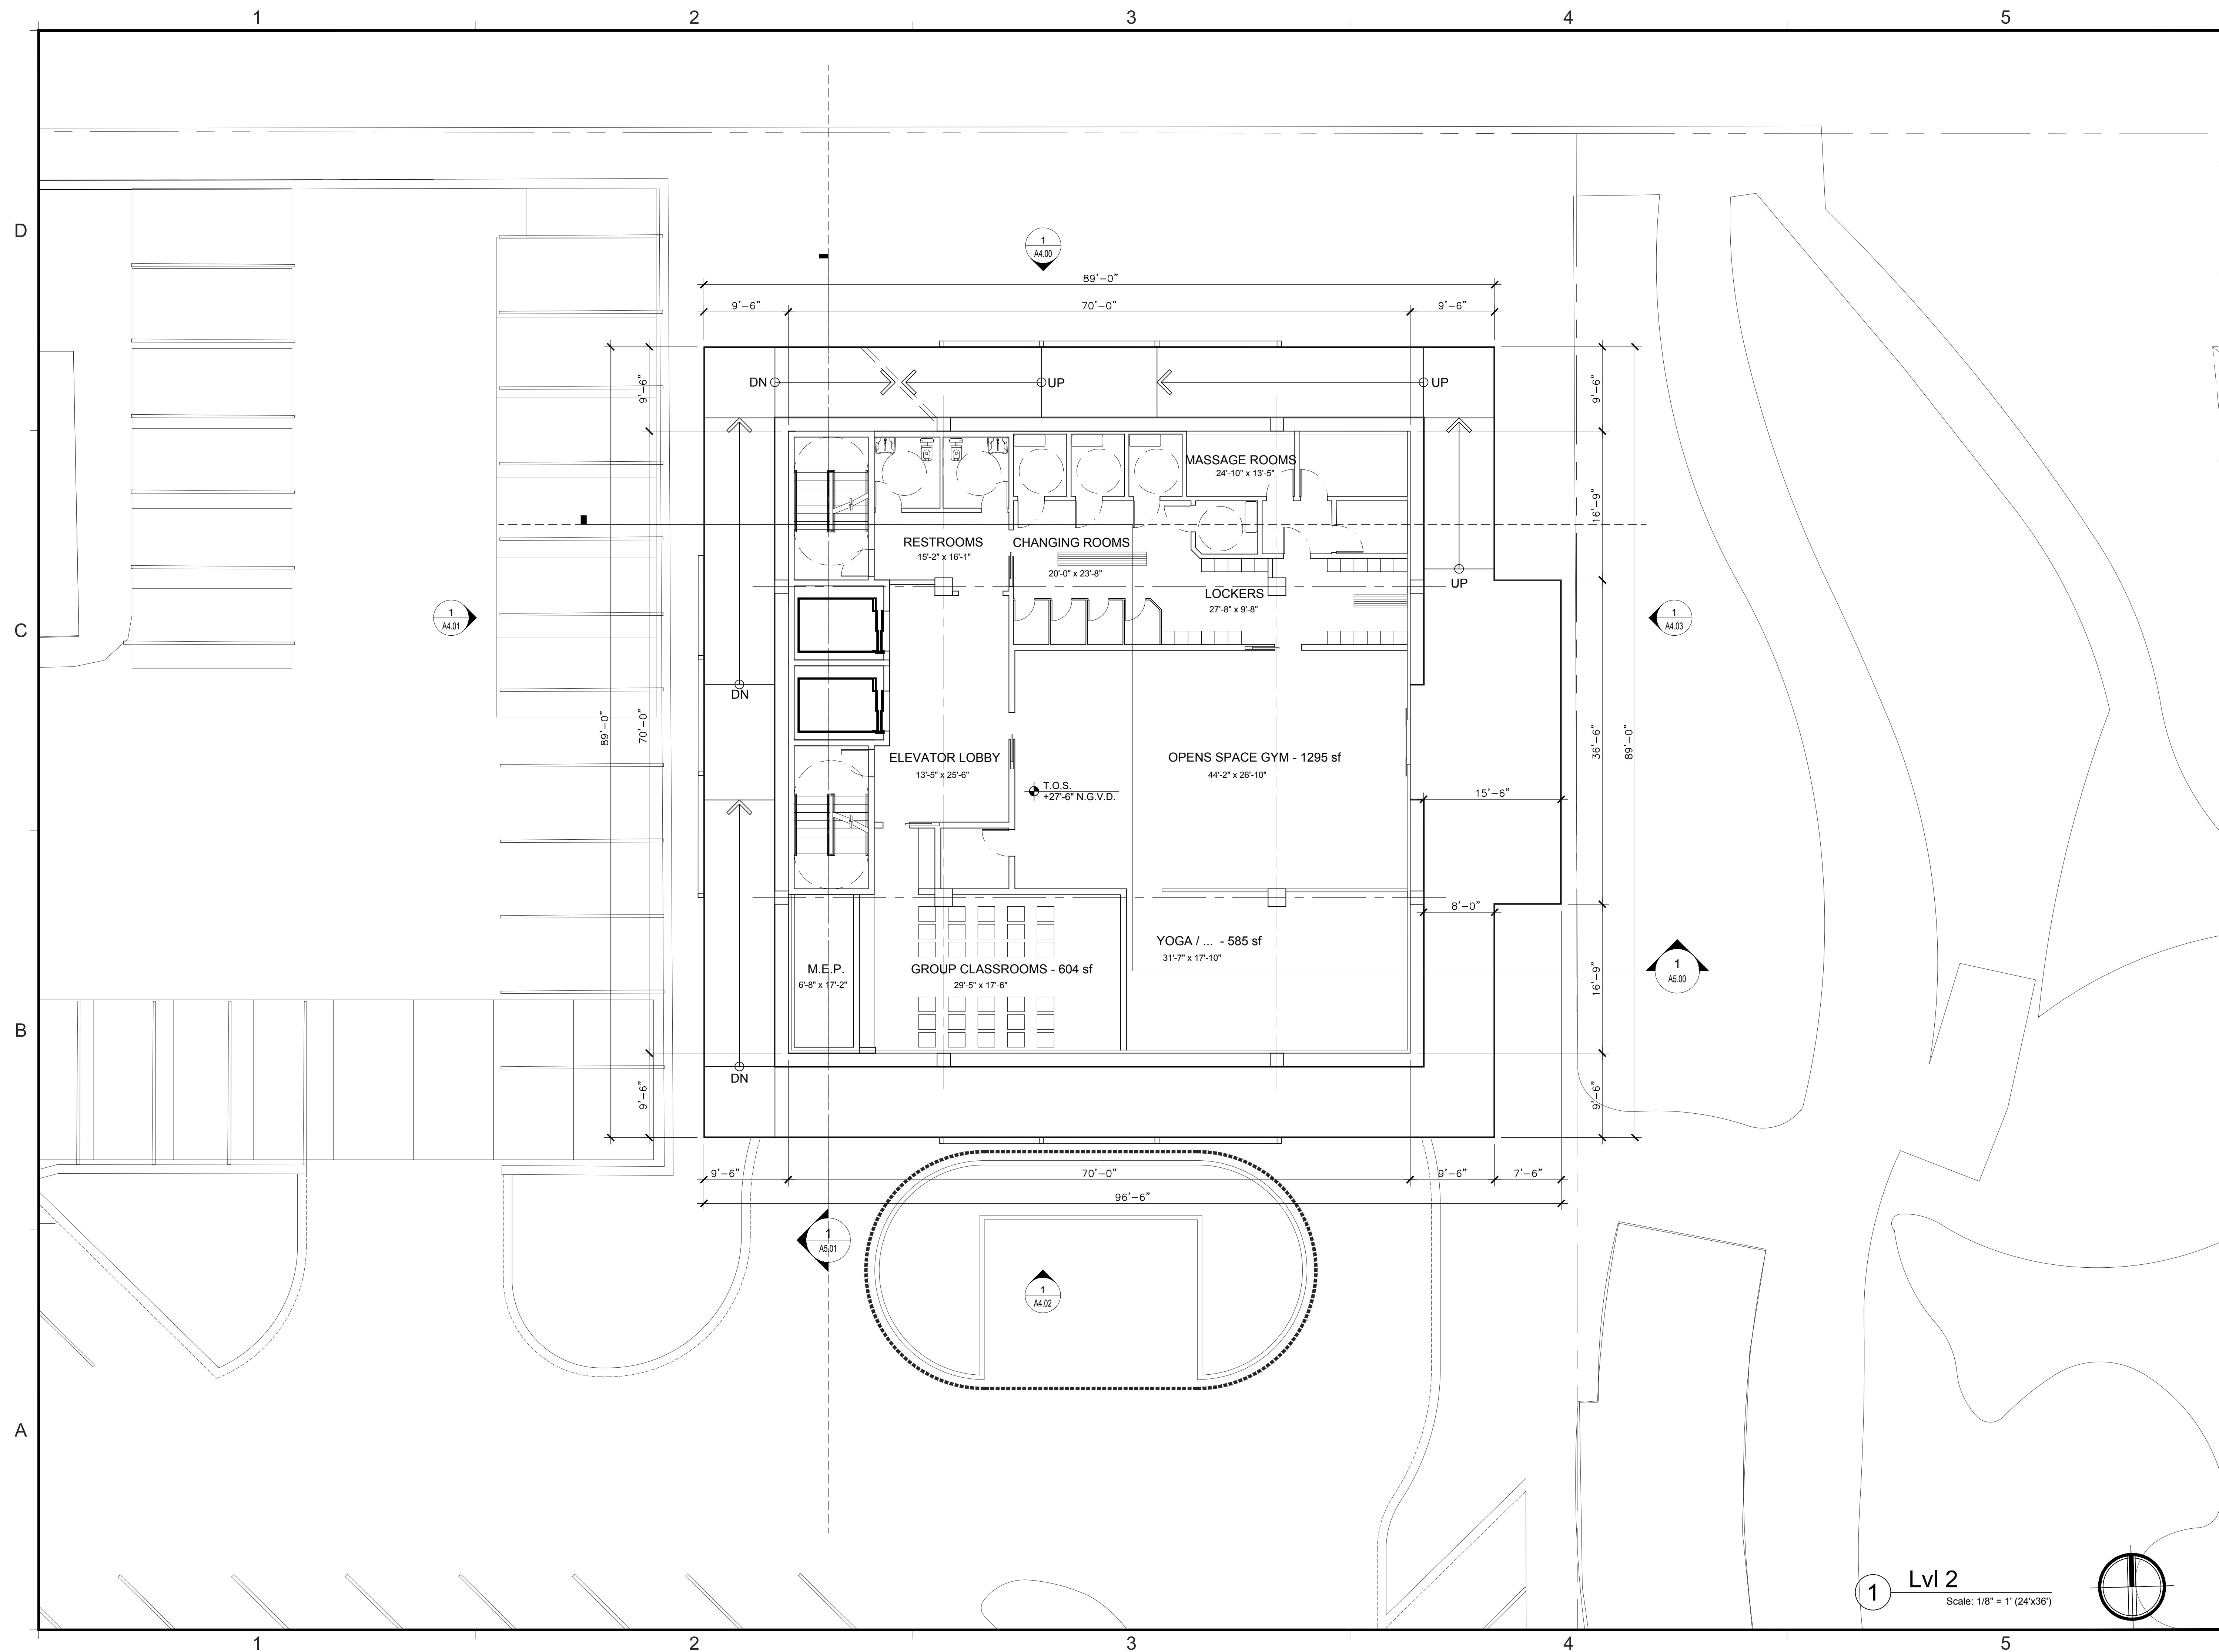 1 2 3 4 5
D
1
A4.00
89'-0"
9'-6" 70'-0" 9'-6"
DN UP UP
9'-6" 9'-6"
MASSAGE ROOMS
24'-10" x 13'-5"
16'-9"
RESTROOMS CHANGING ROOMS
15'-2" x 16'-1"
20'-0" x 23'-8"
UP
LOCKERS
27'-8" x 9'-8"
C
1
A4.01
1
A4.03
DN
89'-0" 70'-0" 36'-6" 89'-0"
ELEVATOR LOBBY OPENS SPACE GYM - 1295 sf
13'-5" x 25'-6" 44'-2" x 26'-10"
T.O.S.
+27'-6" N.G.V.D.
15'-6"
8'-0"
YOGA / ... - 585 sf
31'-7" x 17'-10"
M.E.P. GROUP CLASSROOMS - 604 sf
6'-8" x 17'-2" 29'-5" x 17'-6"
1
A5.00
16'-9"
B
DN
9'-6" 9'-6"
9'-6" 70'-0" 9'-6" 7'-6"
96'-6"
1
A5.01
1
A4.02
A
1 Lvl 2
Scale: 1/8" = 1' (24'x36')
1 2 3 4 5